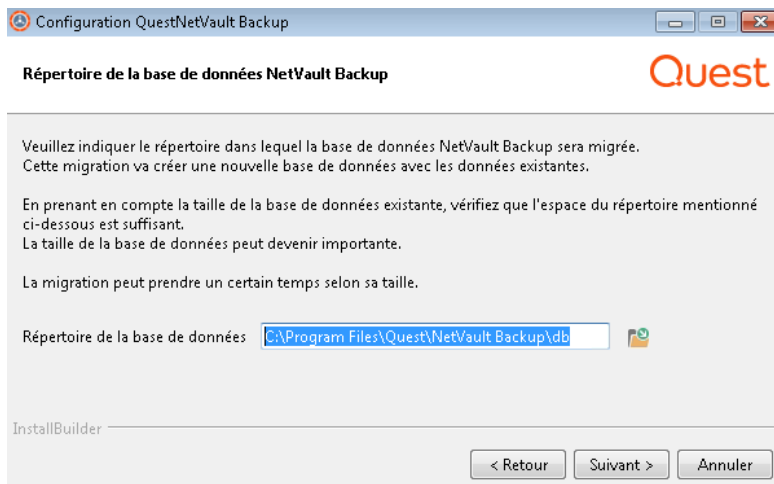 Configuration QuestNetVault Backup
Répertoire de la base de données NetVault Backup
Quest
Veuillez indiquer le répertoire dans lequel la base de données NetVault Backup sera migrée.
Cette migration va créer une nouvelle base de données avec les données existantes.
En prenant en compte la taille de la base de données existante, vérifiez que l'espace du répertoire mentionné
ci-dessous est suffisant.
La taille de la base de données peut devenir importante.
La migration peut prendre un certain temps selon sa taille.
Répertoire de la base de données C:\Program Files\Quest\NetVault Backup\db
InstallBuilder
< Retour Suivant > Annuler